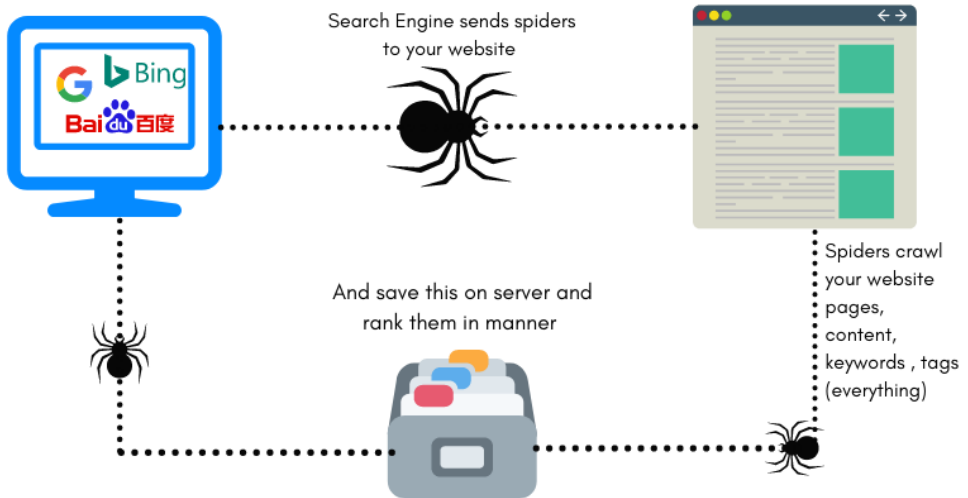 Search Engine sends spiders
to your website
G
Bing
Bai du 百度
Spiders crawl
your website
pages,
content,
keywords , tags
(everything)
And save this on server and
rank them in manner